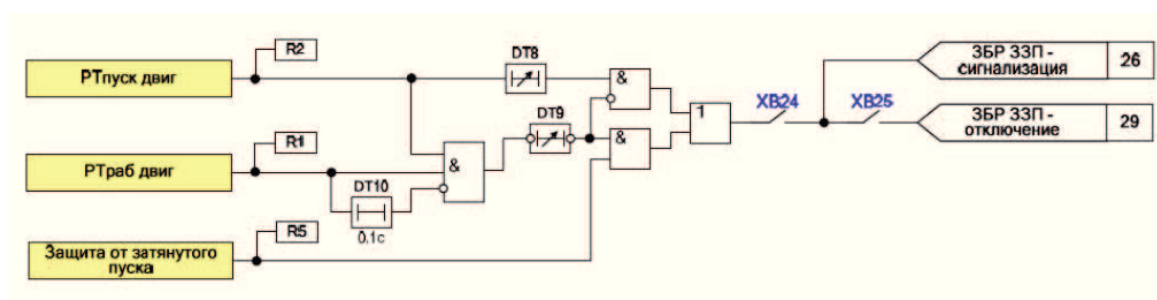 R2
DT8
РТпуск двиг
&
ЗБР ЗЗП -
сигнализация
26
XB24
XB25
DT9
1
R1
ЗБР ЗЗП -
отключение
29
&
РТраб двиг
&
DT10
0.1с
R5
Защита от затянутого
пуска